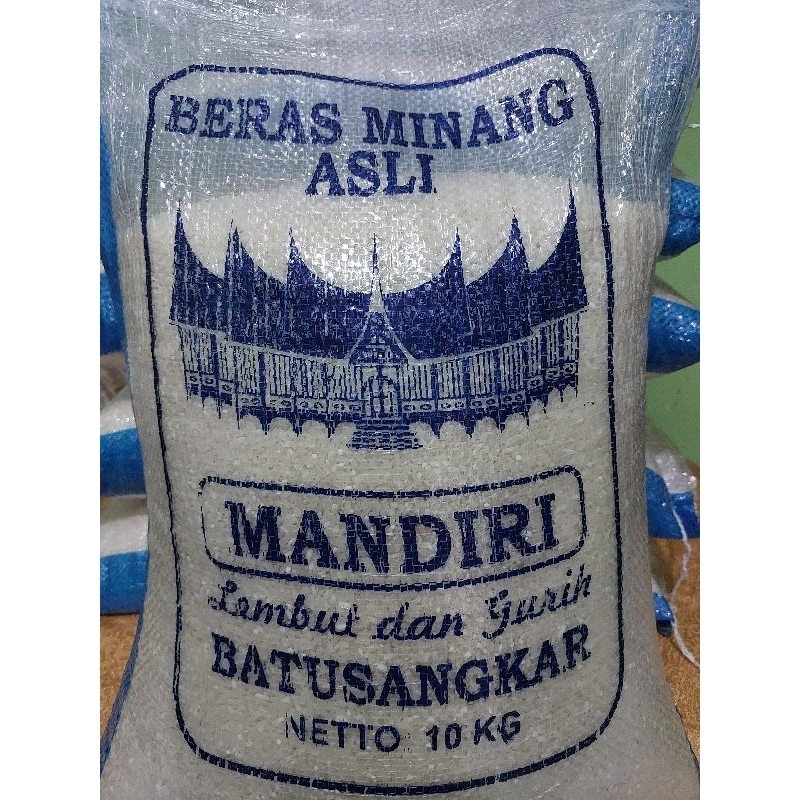 BERAS MINANG
ASLI
MANDIRI
Lembut dan Gurih
BATUSANGKAR
NETTO 10 KG